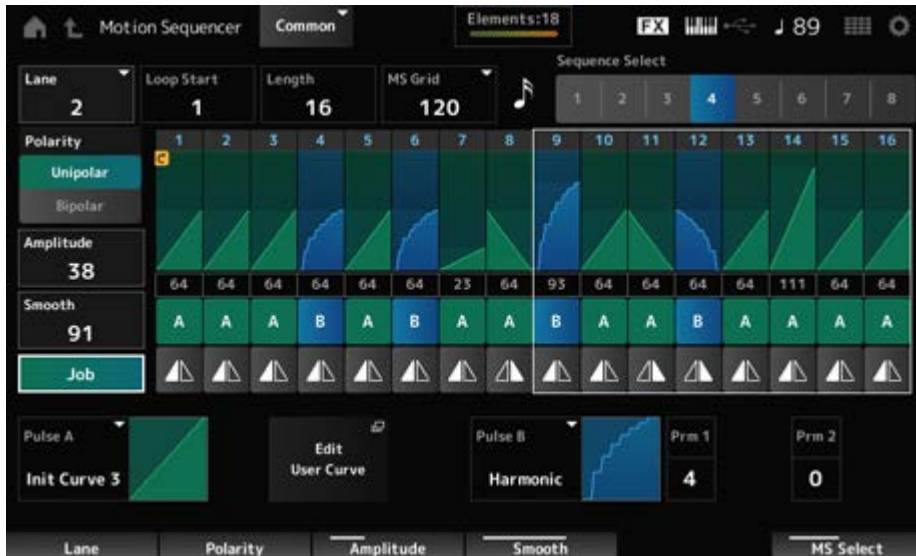 Motion Sequencer Common Elements:18 FX ♩ 89
Sequence Select
Lane Loop Start Length MS Grid
2 1 16 120 1 2 3 4 5 6 7 8
Polarity 1 2 3 4 5 6 7 8 9 10 11 12 13 14 15 16
C
Unipolar
Bipolar
Amplitude
38
64 64 64 64 64 64 23 64 93 64 64 64 64 111 64 64
Smooth
91
A A A B A B A A B A A B A A A A
Job
Pulse A Edit Pulse B Prm 1 Prm 2
User Curve
Init Curve 3 Harmonic 4 0
Lane Polarity Amplitude Smooth MS Select